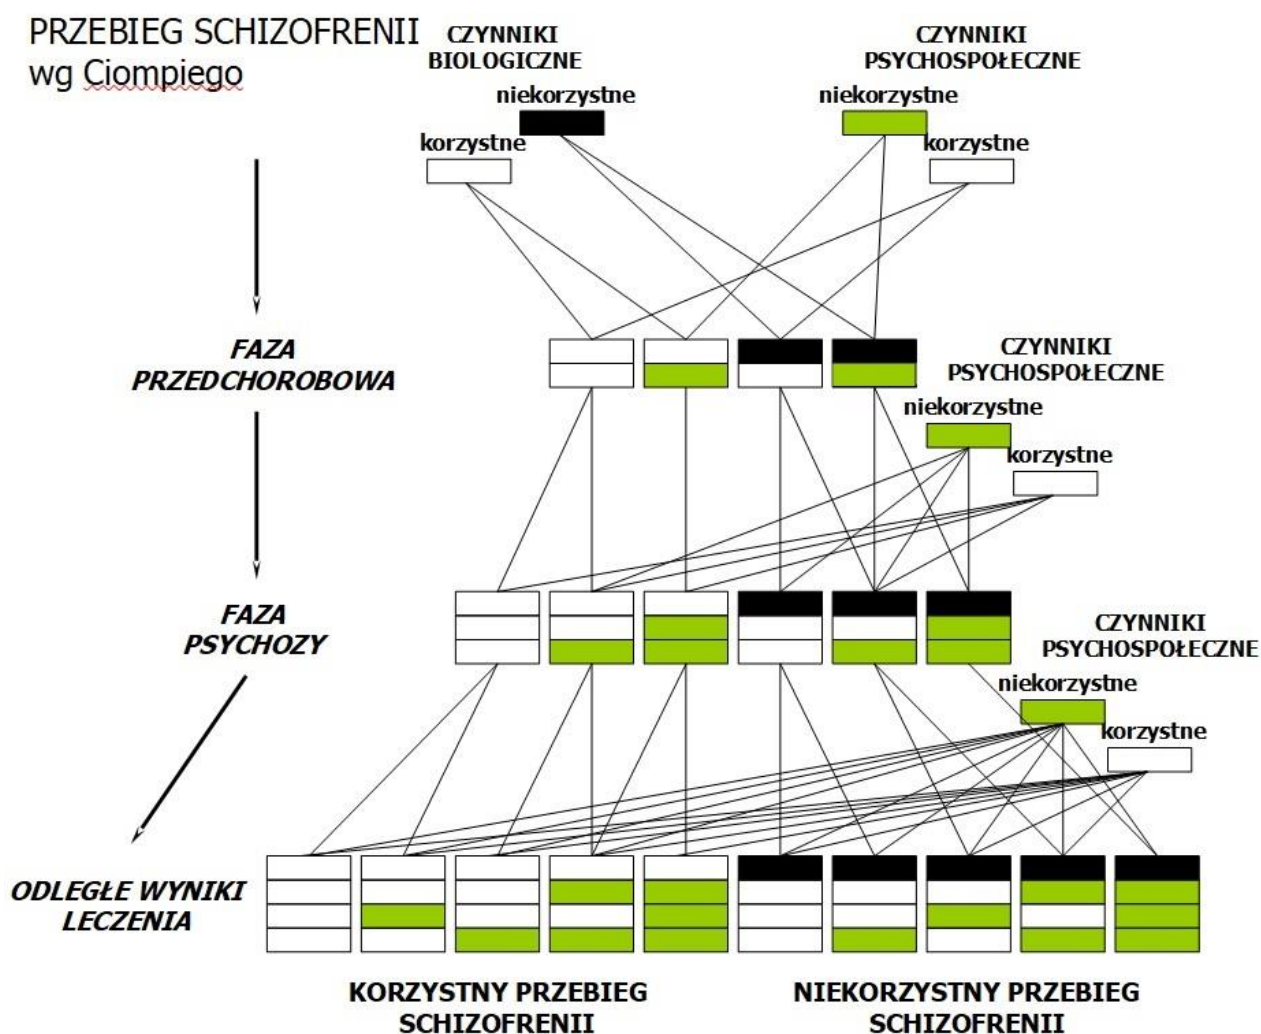 PRZEBIEG SCHIZOFRENII
wg Ciompiego
CZYNNIKI
BIOLOGICZNE
niekorzystne
korzystne
CZYNNIKI
PSYCHOSPOŁECZNE
niekorzystne
korzystne
FAZA
PRZEDCHOROBOWA
CZYNNIKI
PSYCHOSPOŁECZNE
niekorzystne
korzystne
FAZA
PSYCHOZY
CZYNNIKI
PSYCHOSPOŁECZNE
niekorzystne
korzystne
ODLEGŁE WYNIKI
LECZENIA
KORZYSTNY PRZEBIEG
SCHIZOFRENII
NIEKORZYSTNY PRZEBIEG
SCHIZOFRENII